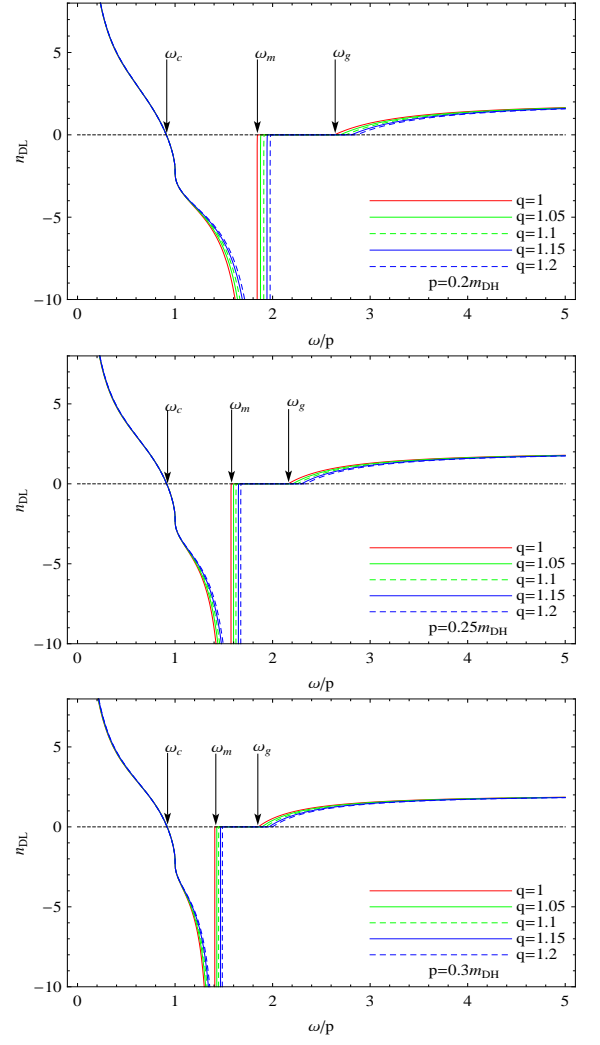 ω_c ω_m ω_g
5
0
−5
−10
n_DL
q=1
q=1.05
q=1.1
q=1.15
q=1.2
p=0.2m_DH
0 1 2 3 4 5
ω/p
ω_c ω_m ω_g
5
0
−5
−10
n_DL
q=1
q=1.05
q=1.1
q=1.15
q=1.2
p=0.25m_DH
0 1 2 3 4 5
ω/p
ω_c ω_m ω_g
5
0
−5
−10
n_DL
q=1
q=1.05
q=1.1
q=1.15
q=1.2
p=0.3m_DH
0 1 2 3 4 5
ω/p